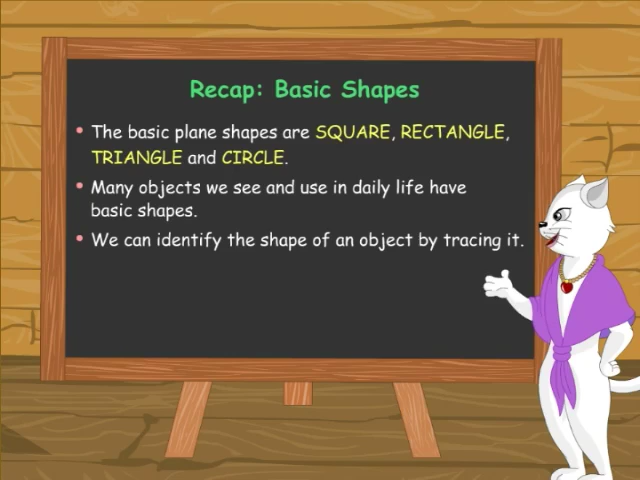 Recap: Basic Shapes
• The basic plane shapes are SQUARE, RECTANGLE,
TRIANGLE and CIRCLE.
• Many objects we see and use in daily life have
basic shapes.
• We can identify the shape of an object by tracing it.